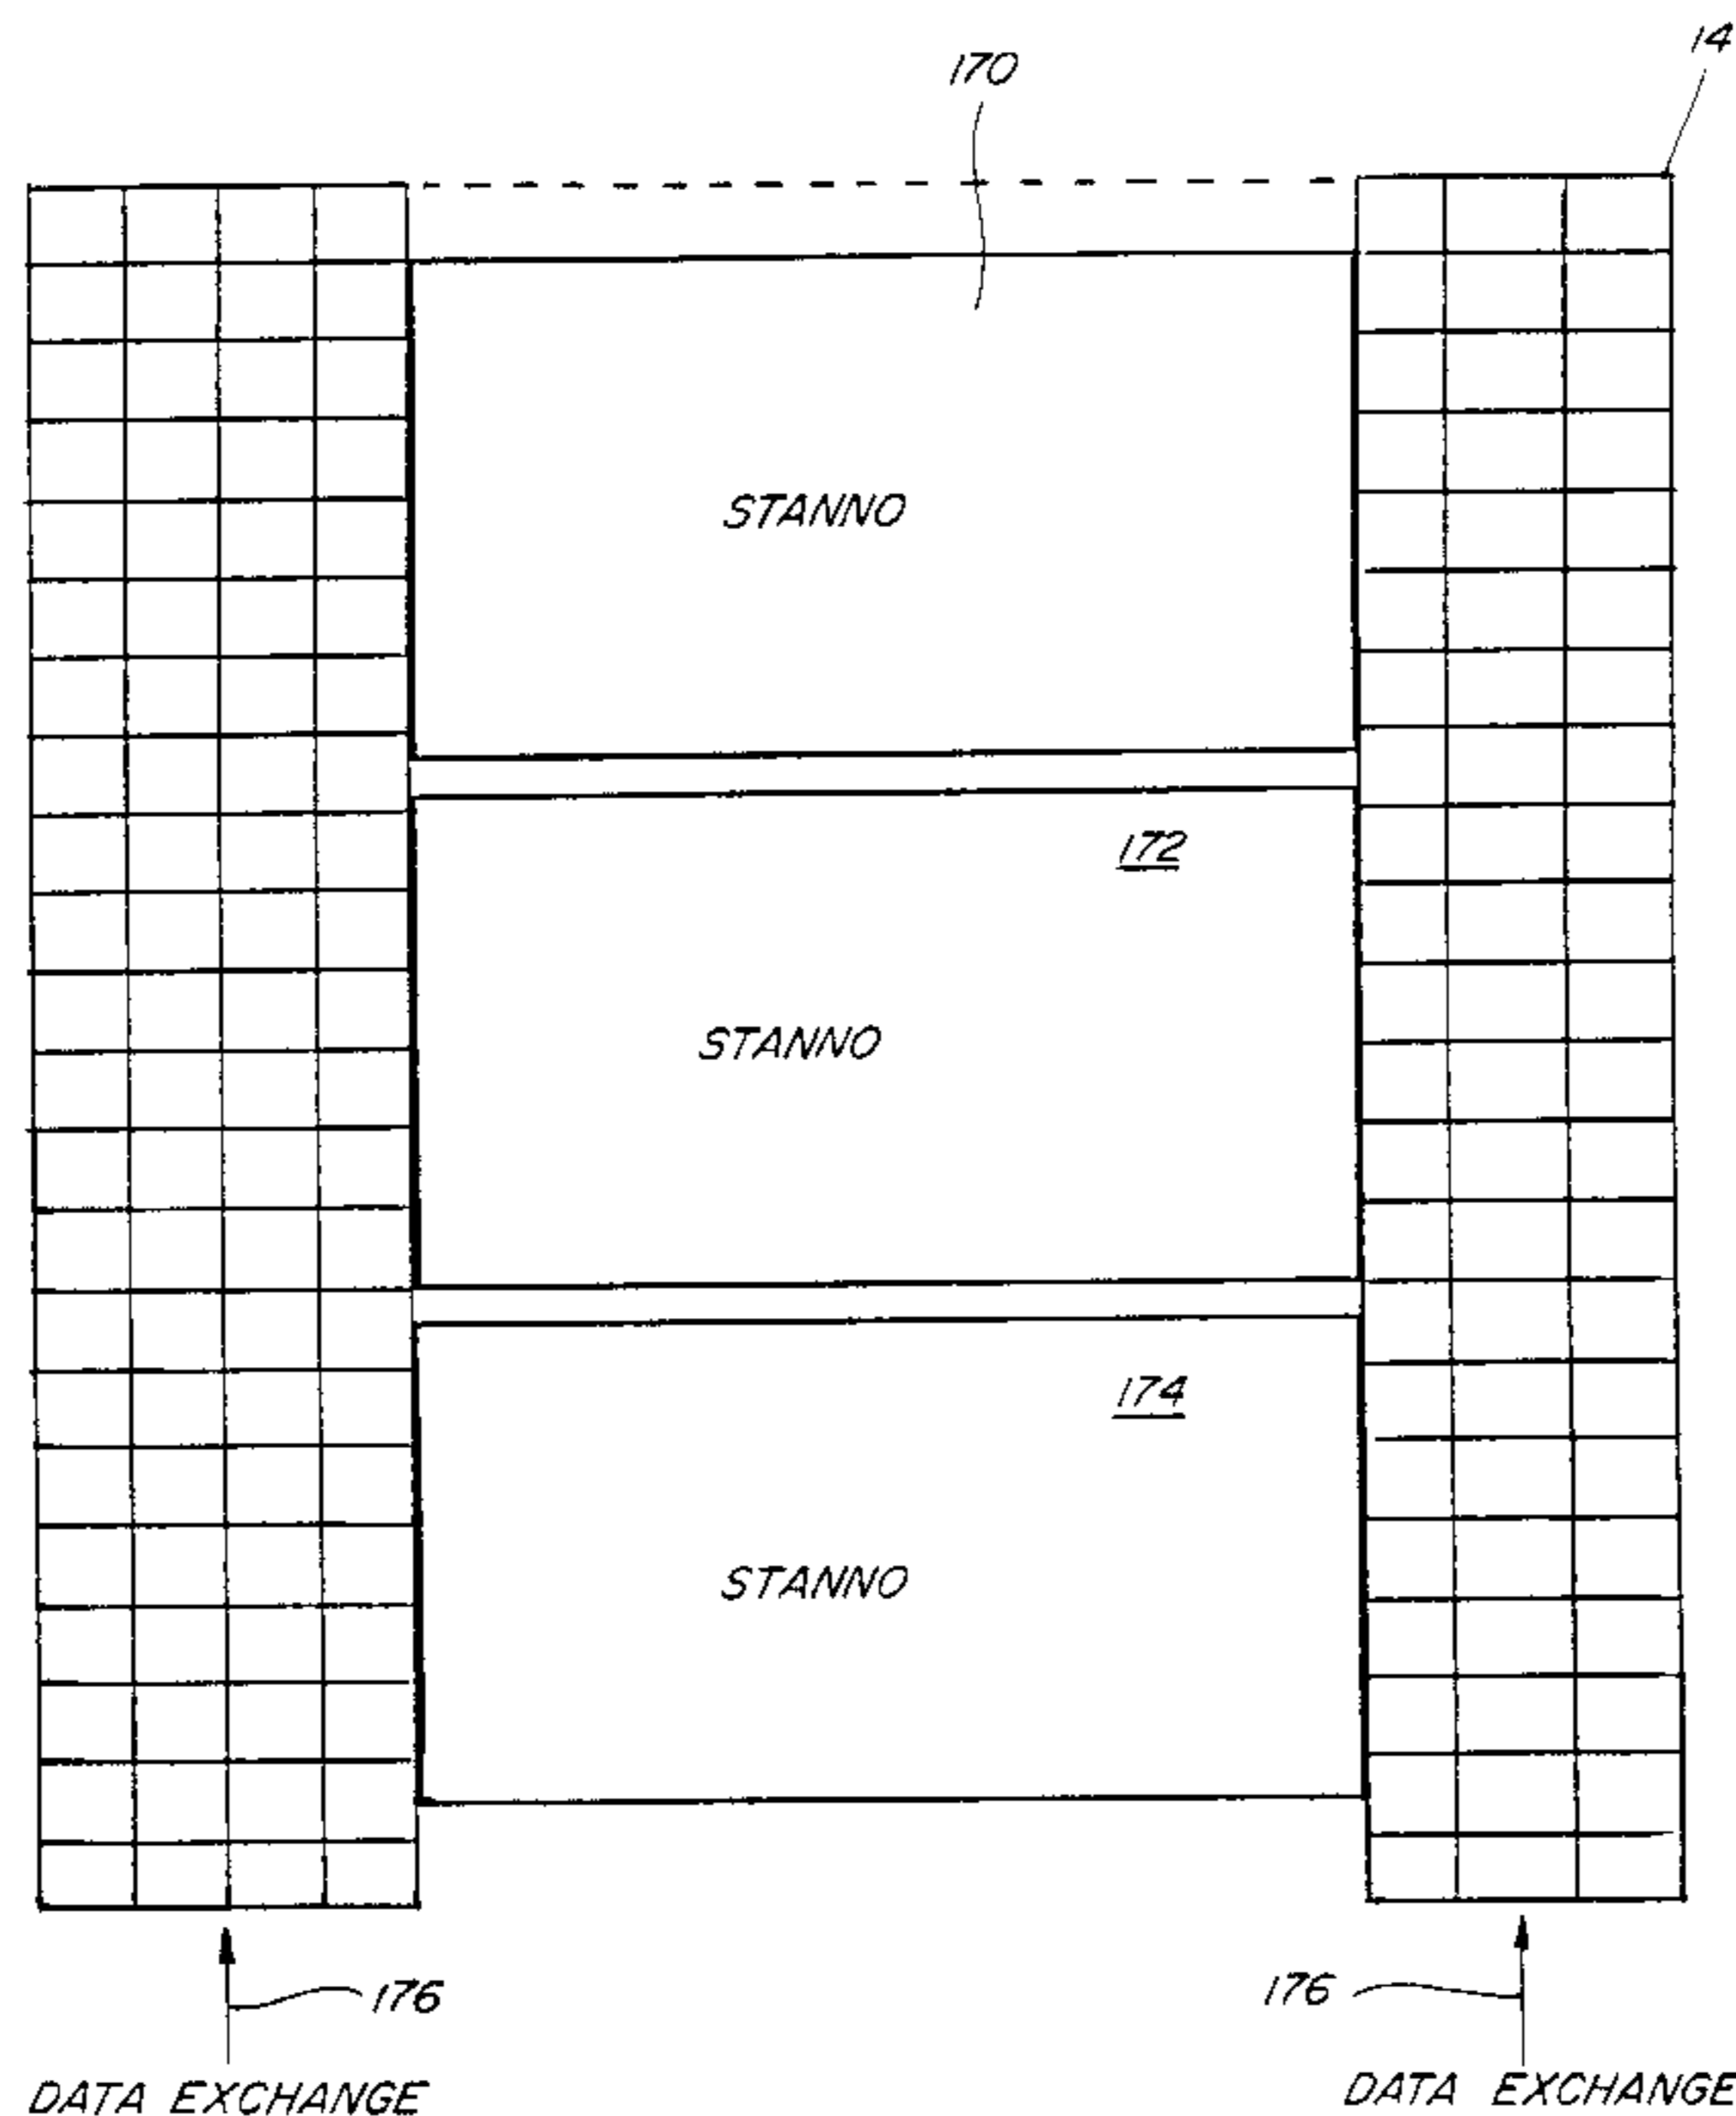 14
170
STANNO
172
STANNO
174
STANNO
176
176
DATA EXCHANGE
DATA EXCHANGE